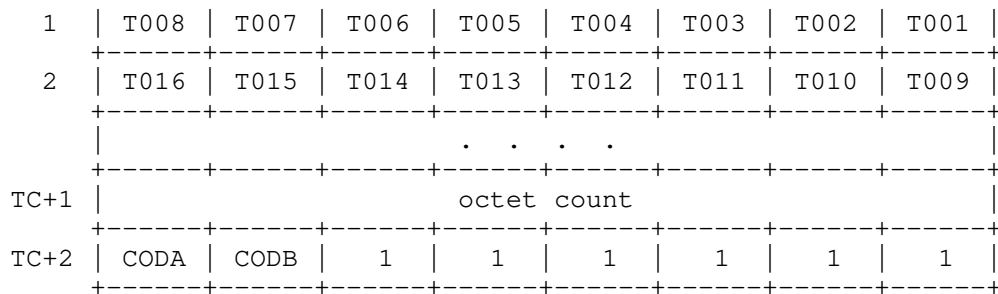 1 | T008 | T007 | T006 | T005 | T004 | T003 | T002 | T001 |
+------+------+------+------+------+------+------+------+
2 | T016 | T015 | T014 | T013 | T012 | T011 | T010 | T009 |
+------+------+------+------+------+------+------+------+
| . . . . |
+------+------+------+------+------+------+------+------+
TC+1 | octet count |
+------+------+------+------+------+------+------+------+
TC+2 | CODA | CODB | 1 | 1 | 1 | 1 | 1 | 1 |
+------+------+------+------+------+------+------+------+